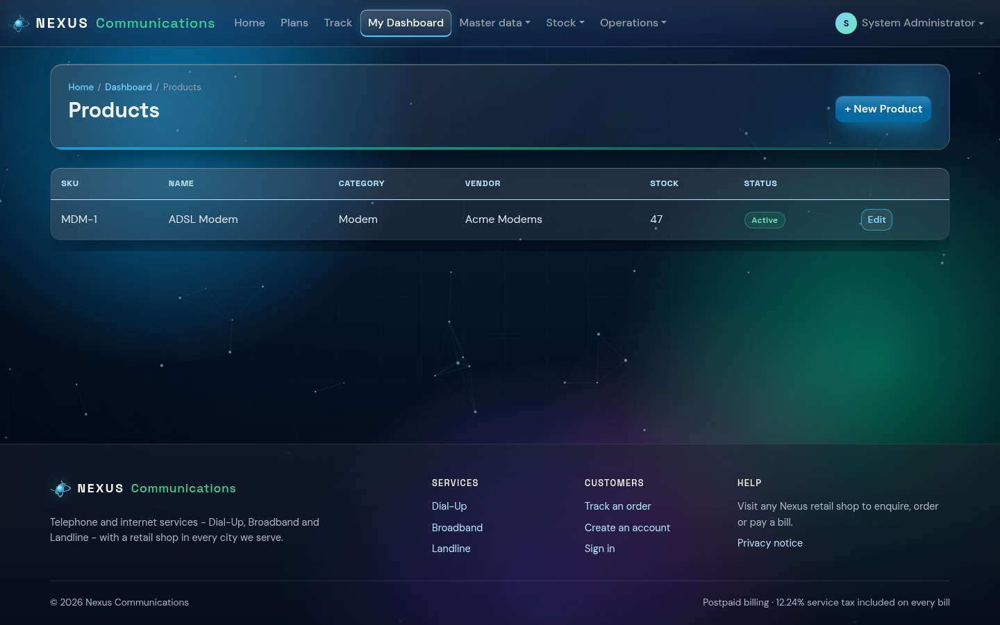 NEXUS Communications Home Plans Track My Dashboard Master data Stock Operations S System Administrator
Home / Dashboard / Products
Products
+ New Product
SKU NAME CATEGORY VENDOR STOCK STATUS
MDM-1 ADSL Modem Modem Acme Modems 47 Active Edit
NEXUS Communications
Telephone and internet services - Dial-Up, Broadband and
Landline - with a retail shop in every city we serve.
SERVICES
Dial-Up
Broadband
Landline
CUSTOMERS
Track an order
Create an account
Sign in
HELP
Visit any Nexus retail shop to enquire, order
or pay a bill.
Privacy notice
© 2026 Nexus Communications
Postpaid billing · 12.24% service tax included on every bill